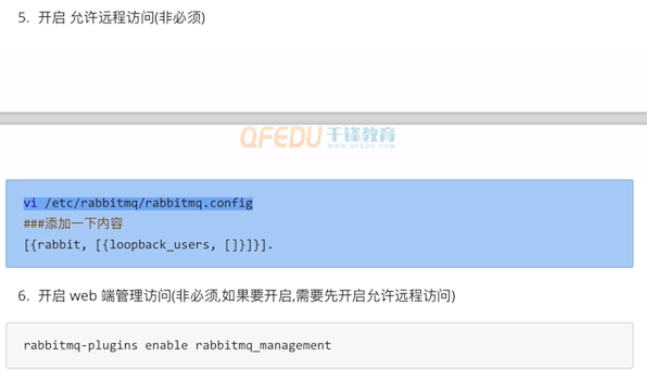 5. 开启 允许远程访问(非必须)
QFEDU 千锋教育
WWW.QFEDU.COM
vi /etc/rabbitmq/rabbitmq.config
###添加一下内容
[{rabbit, [{loopback_users, []}]}].
6. 开启 web 端管理访问(非必须,如果要开启,需要先开启允许远程访问)
rabbitmq-plugins enable rabbitmq_management